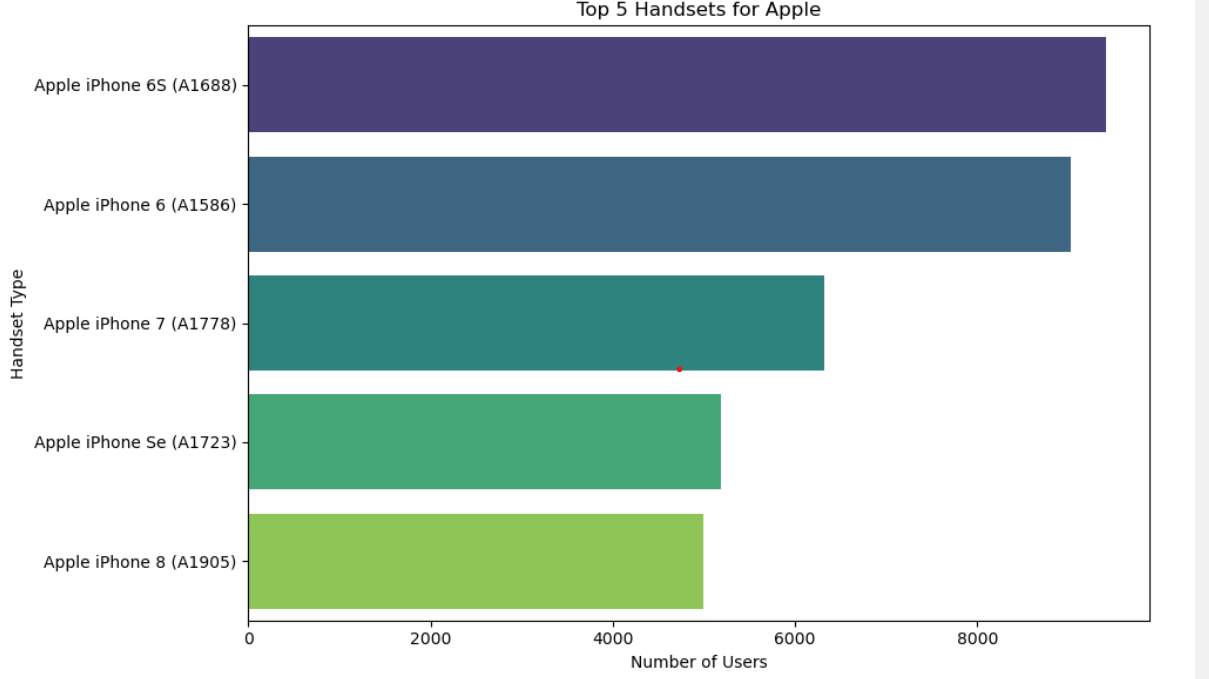 Top 5 Handsets for Apple
Handset Type
Apple iPhone 6S (A1688)
Apple iPhone 6 (A1586)
Apple iPhone 7 (A1778)
Apple iPhone Se (A1723)
Apple iPhone 8 (A1905)
0 2000 4000 6000 8000
Number of Users